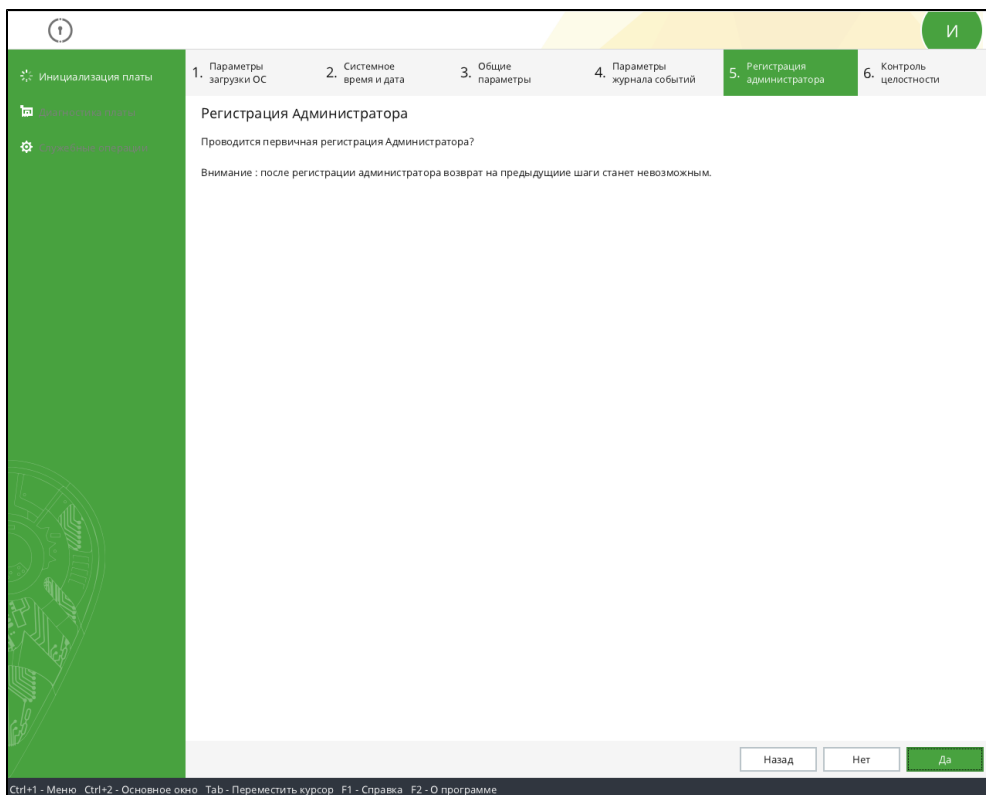 И
Инициализация платы
1. Параметры
загрузки ОС
2. Системное
время и дата
3. Общие
параметры
4. Параметры
журнала событий
5. Регистрация
администратора
6. Контроль
целостности
Регистрация Администратора
Проводится первичная регистрация Администратора?
Внимание : после регистрации администратора возврат на предыдущиие шаги станет невозможным.
Назад
Нет
Да
Ctrl+1 - Меню Ctrl+2 - Основное окно Tab - Переместить курсор F1 - Справка F2 - О программе